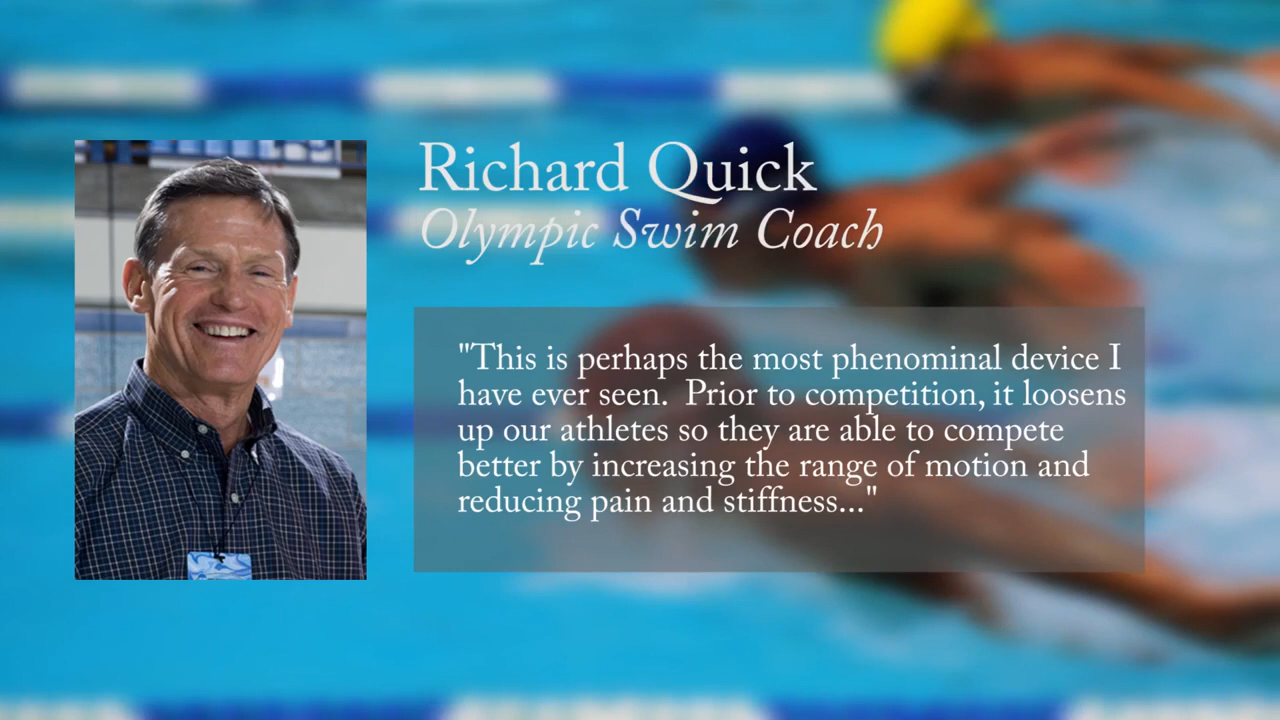 Richard Quick
Olympic Swim Coach
"This is perhaps the most phenominal device I
have ever seen.  Prior to competition, it loosens
up our athletes so they are able to compete
better by increasing the range of motion and
reducing pain and stiffness..."